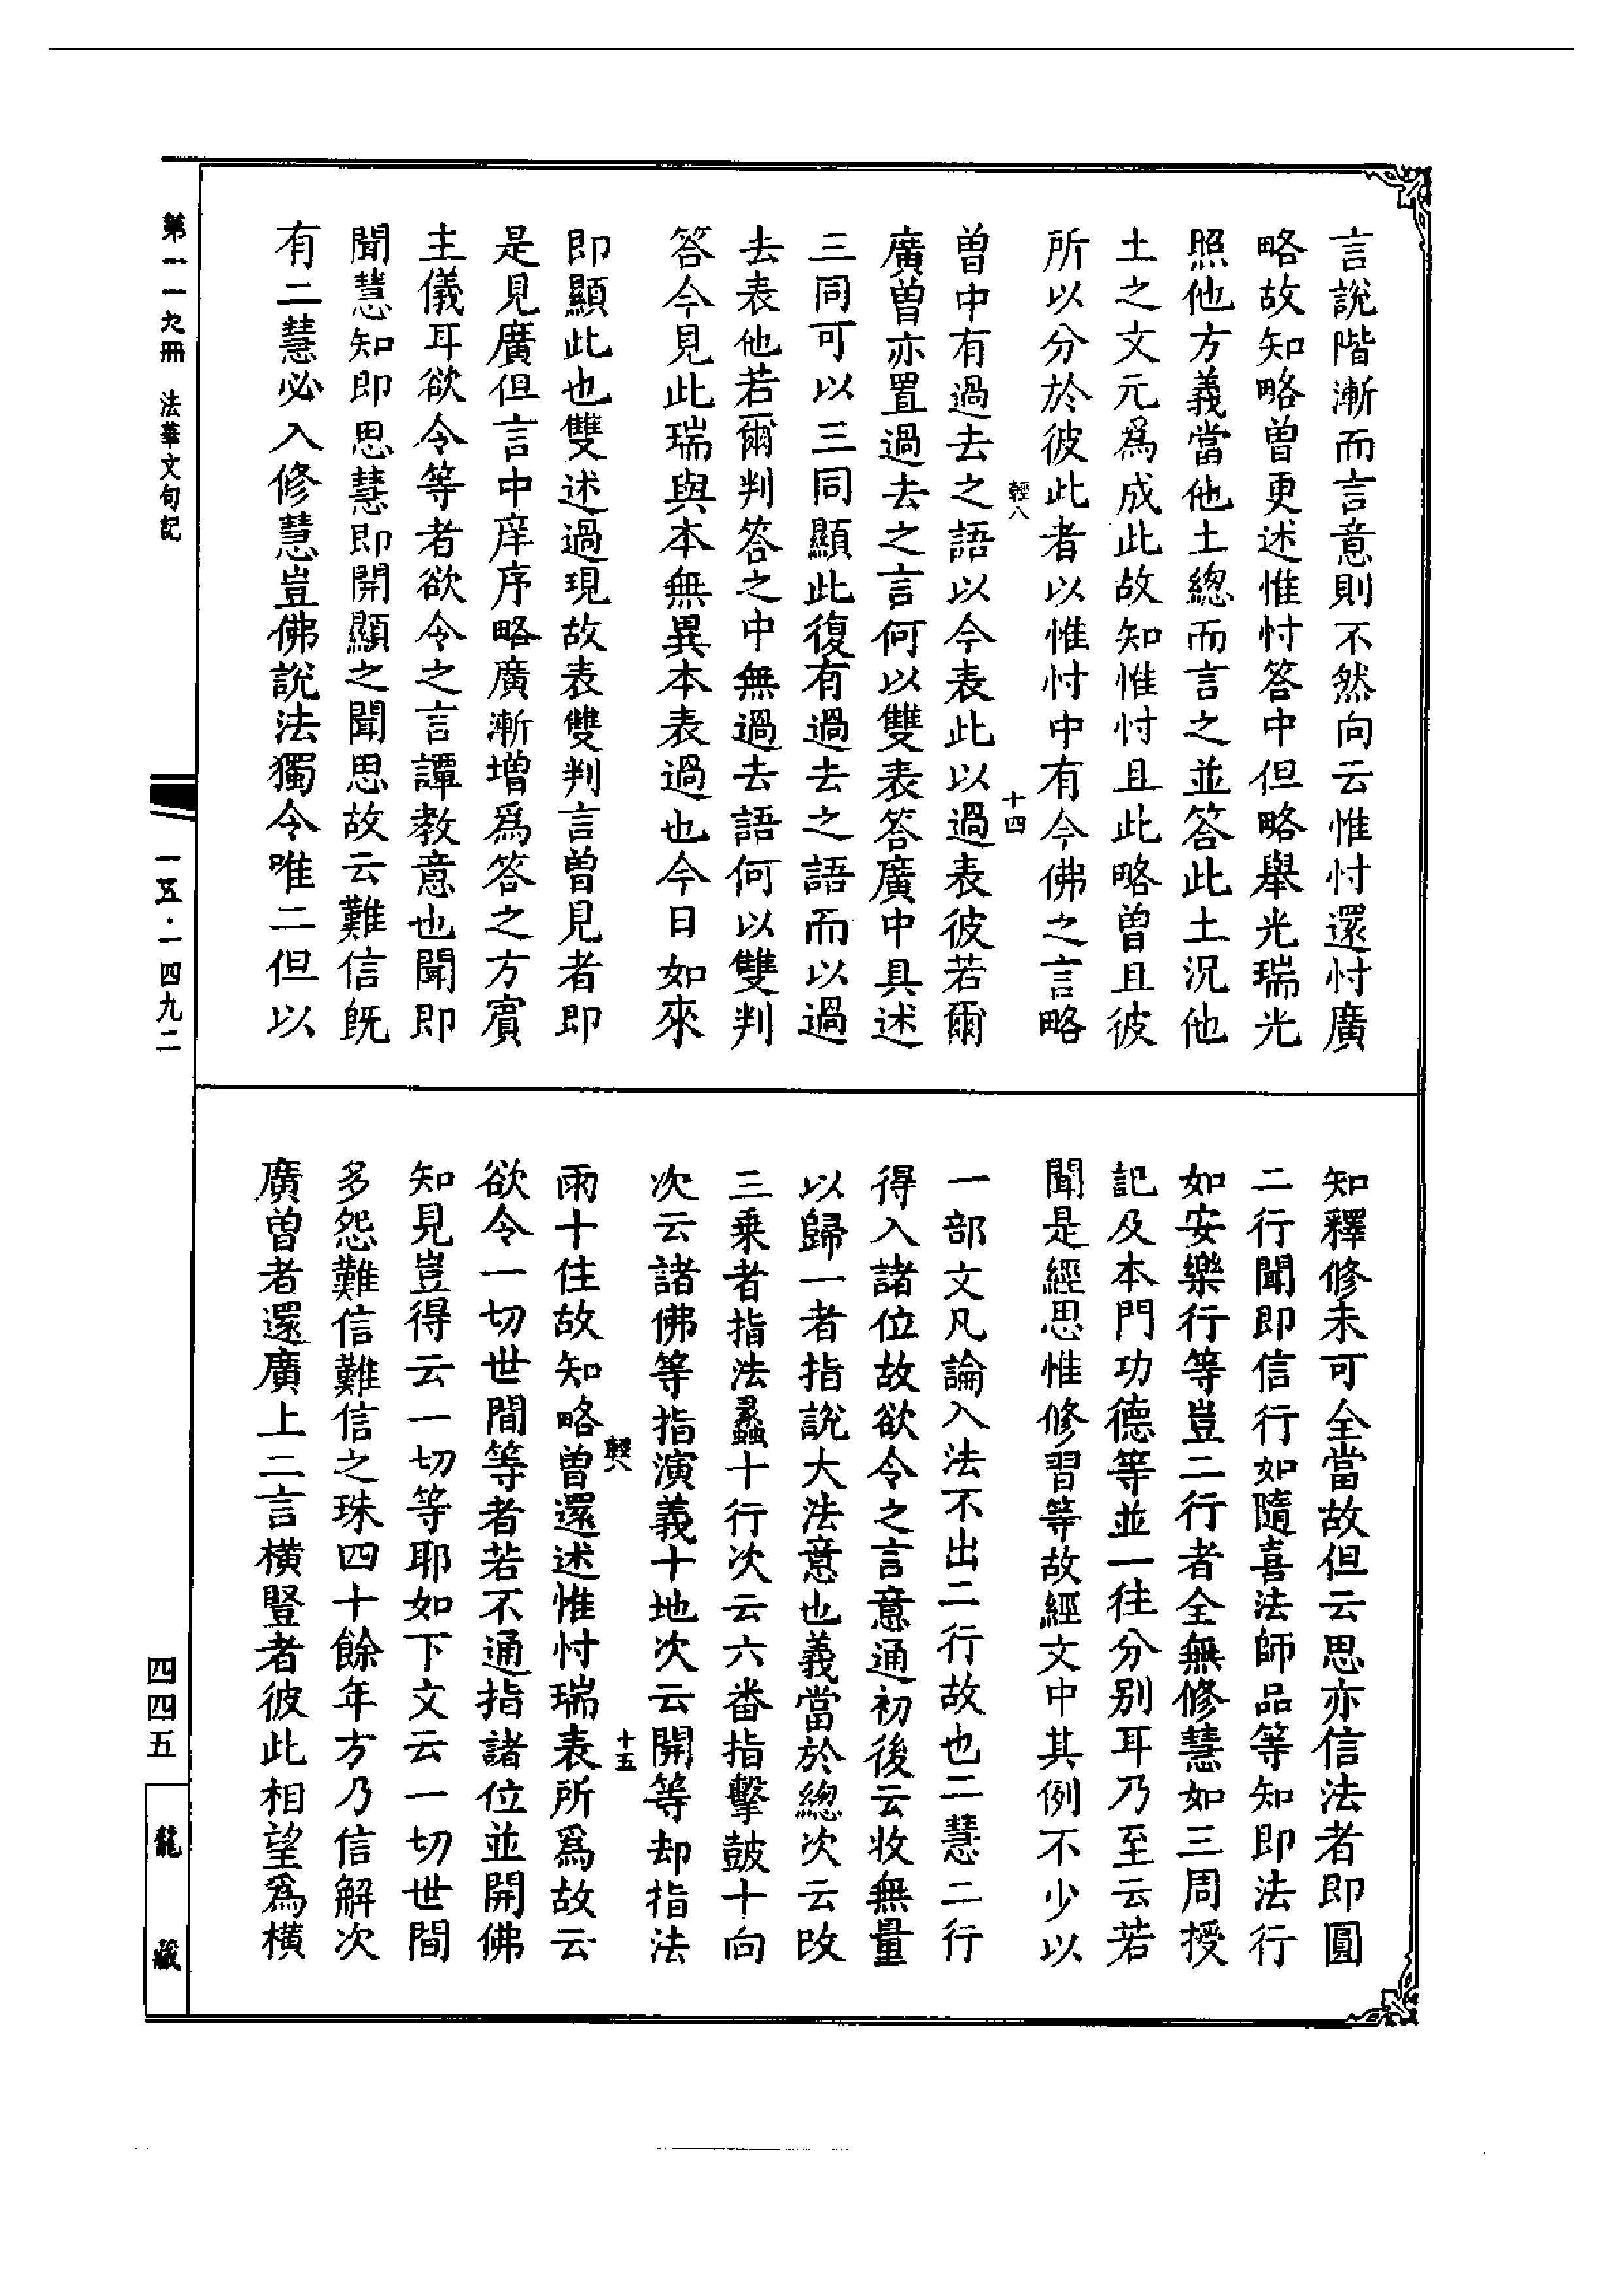 言說階漸而言意則不然向云惟忖還忖廣
略故知略曾更述惟忖答中但略舉光瑞光
照他方義當他土總而言之並答此土況他
土之文元爲成此故知惟忖且此略曾且彼
所以分於彼此者以惟忖中有今佛之言略
輕八
十四
曾中有過去之語以今表此以過表彼若爾
廣曾亦置過去之言何以雙表答廣中具述
三同可以三同顯此復有過去之語而以過
去表他若爾判答之中無過去語何以雙判
答今見此瑞與本無異本表過也今日如來
即顯此也雙述過現故表雙判言曾見者即
是見廣但言中庠序略廣漸增爲答之方賓
主儀耳欲令等者欲令之言譚教意也聞即
聞慧知即思慧即開顯之聞思故云難信旣
有二慧必入修慧豈佛說法獨令唯二但以
知釋修未可全當故但云思亦信法者即圓
二行聞即信行如隨喜法師品等知即法行
如安樂行等豈二行者全無修慧如三周授
記及本門功德等並一往分別耳乃至云若
聞是經思惟修習等故經文中其例不少以
一部文凡論入法不出二行故也二慧二行
得入諸位故欲令之言意通初後云收無量
以歸一者指說大法意也義當於總次云改
三乗者指法蠡十行次云六番指擊鼓十向
次云諸佛等指演義十地次云開等却指法
輕八
十五
雨十住故知略曾還述惟忖瑞表所爲故云
欲令一切世間等者若不通指諸位並開佛
知見豈得云一切等耶如下文云一切世間
多怨難信難信之珠四十餘年方乃信解次
廣曾者還廣上二言橫豎者彼此相望爲橫
第一一九冊 法華文句記
一五·一四九二
四四五
龍藏